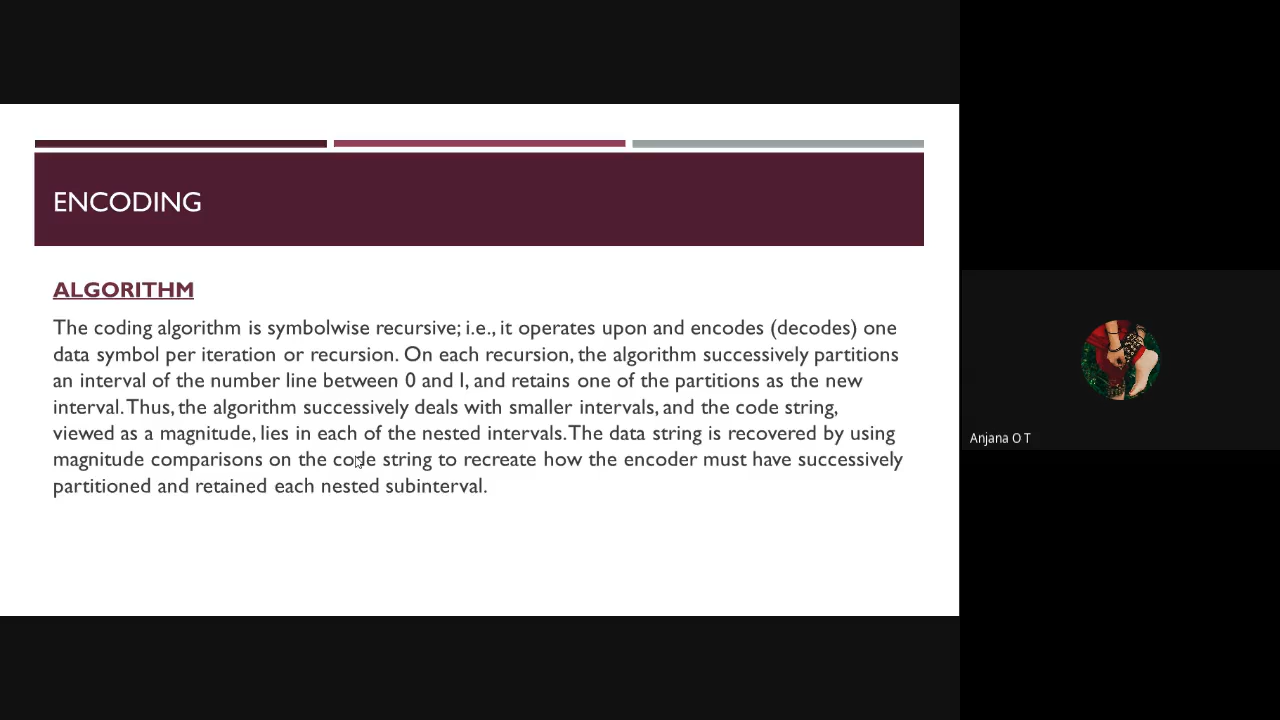 ENCODING
ALGORITHM
The coding algorithm is symbolwise recursive; i.e., it operates upon and encodes (decodes) one
data symbol per iteration or recursion. On each recursion, the algorithm successively partitions
an interval of the number line between 0 and I, and retains one of the partitions as the new
interval. Thus, the algorithm successively deals with smaller intervals, and the code string,
viewed as a magnitude, lies in each of the nested intervals. The data string is recovered by using
magnitude comparisons on the code string to recreate how the encoder must have successively
partitioned and retained each nested subinterval.
Anjana O T